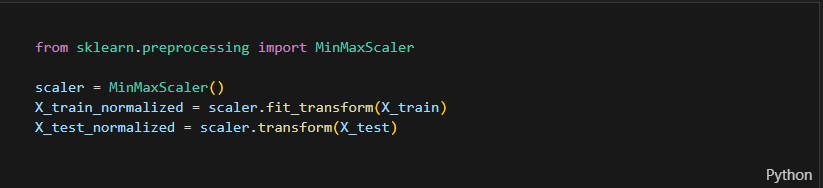 from sklearn.preprocessing import MinMaxScaler
scaler = MinMaxScaler()
X_train_normalized = scaler.fit_transform(X_train)
X_test_normalized = scaler.transform(X_test)
Python